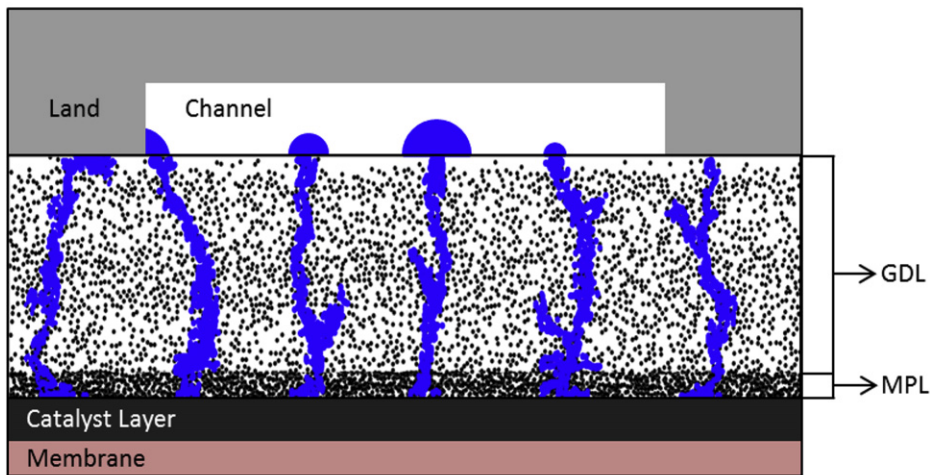 Land
Channel
GDL
MPL
Catalyst Layer
Membrane